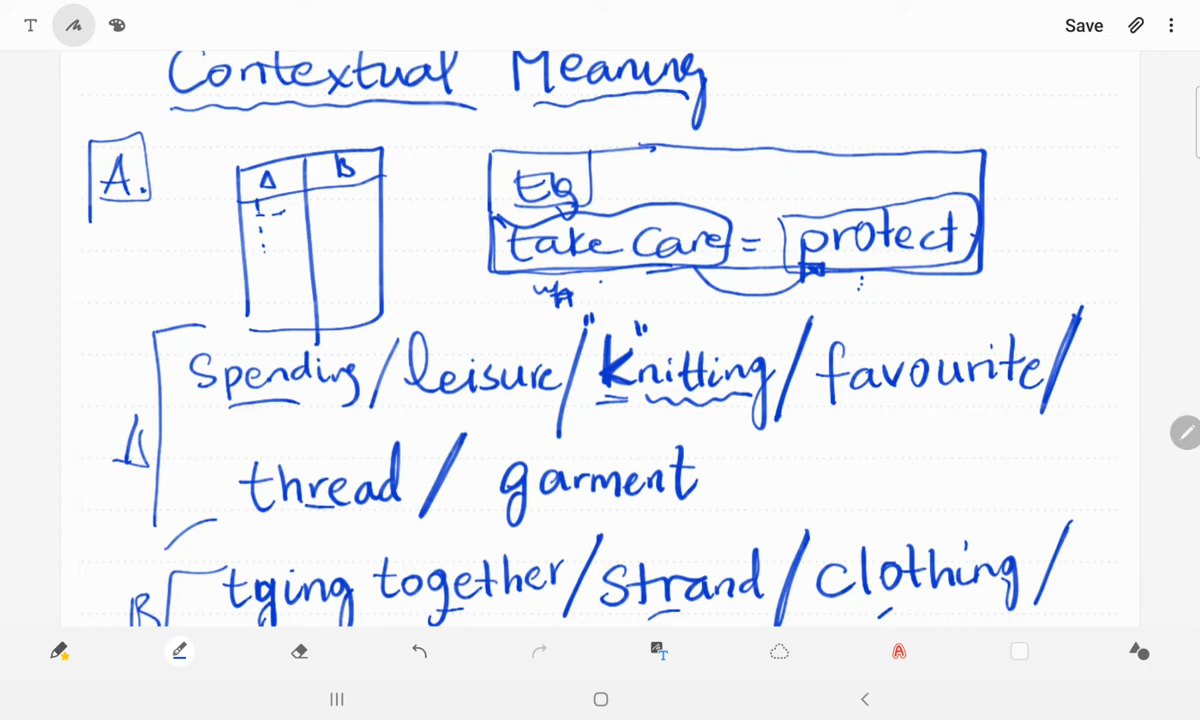 T Save
Contextual Meaning
A.
A B
Eg
take care = protect
A
Spending/leisure/"knitting"/favourite/
thread/ garment
B
tying together/strand/clothing/